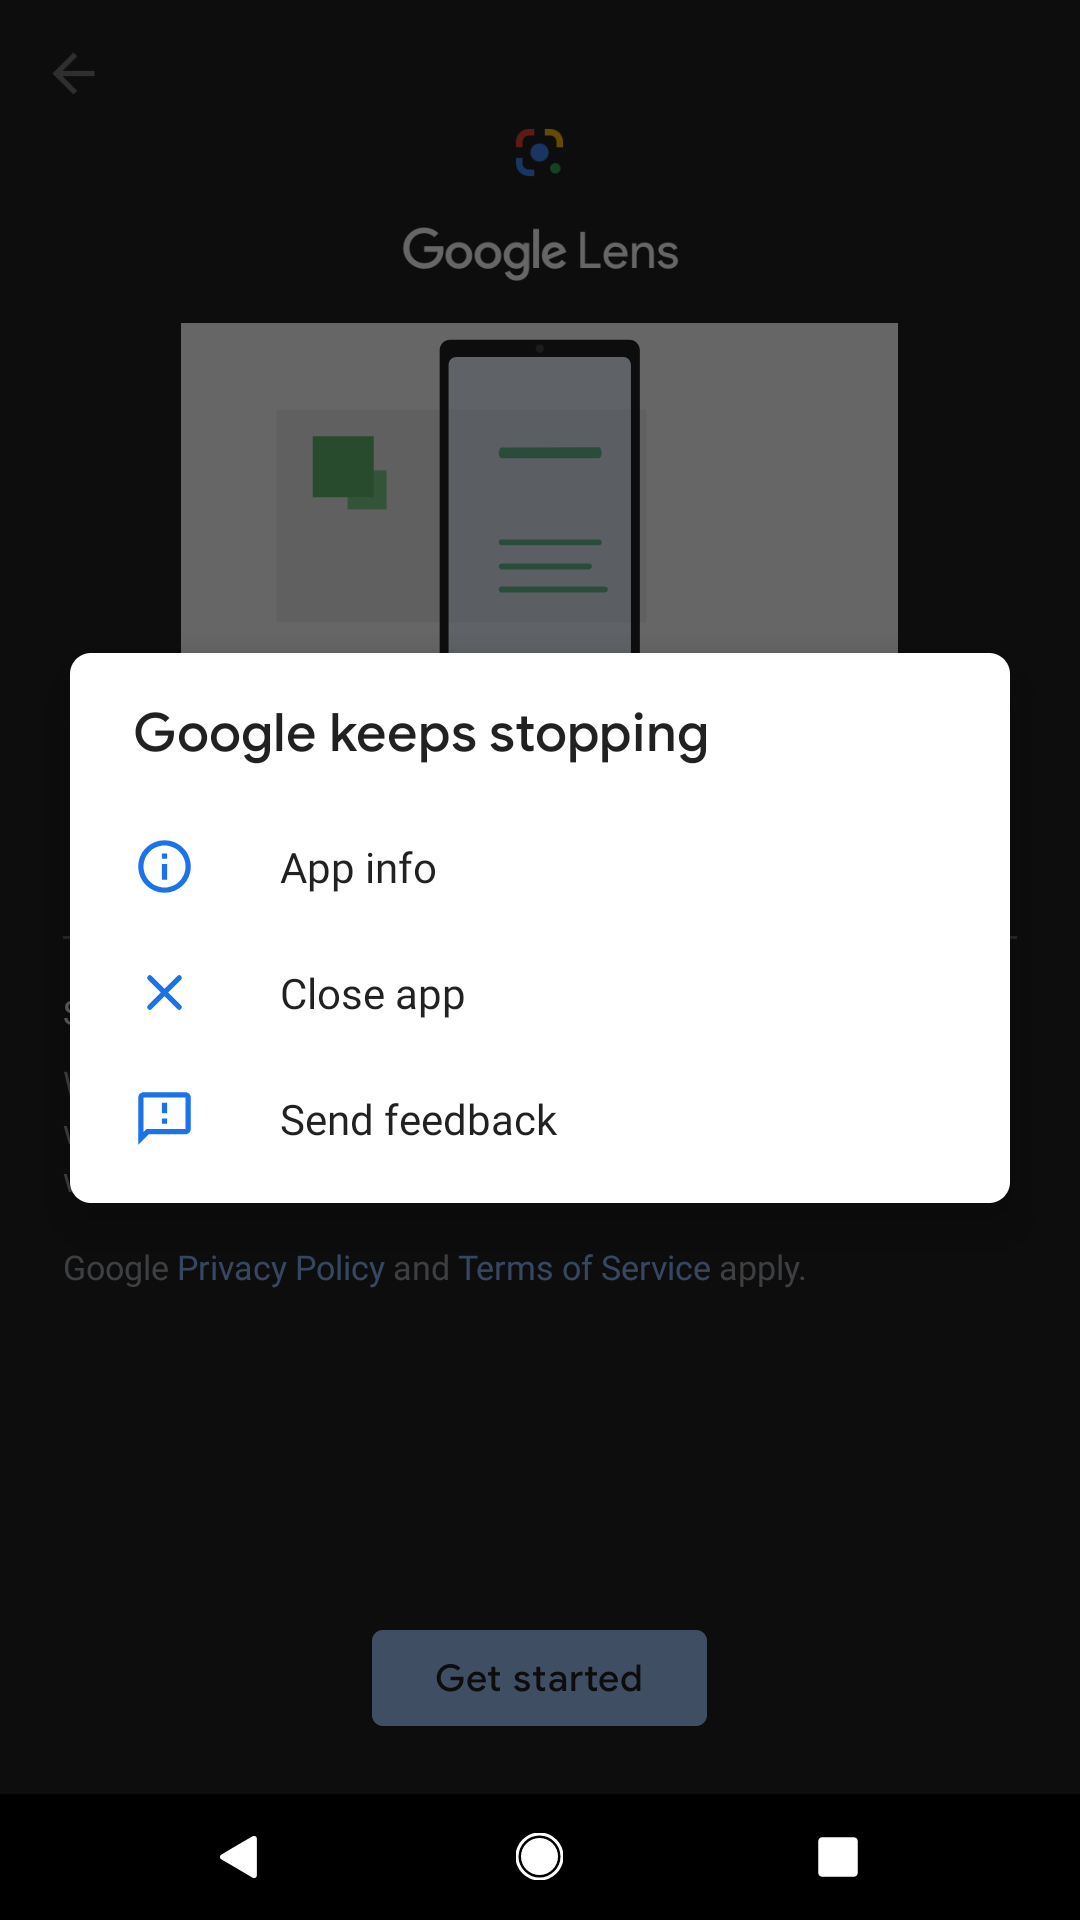 Google Lens
Google keeps stopping
App info
Close app
Send feedback
Google Privacy Policy and Terms of Service apply.
Get started